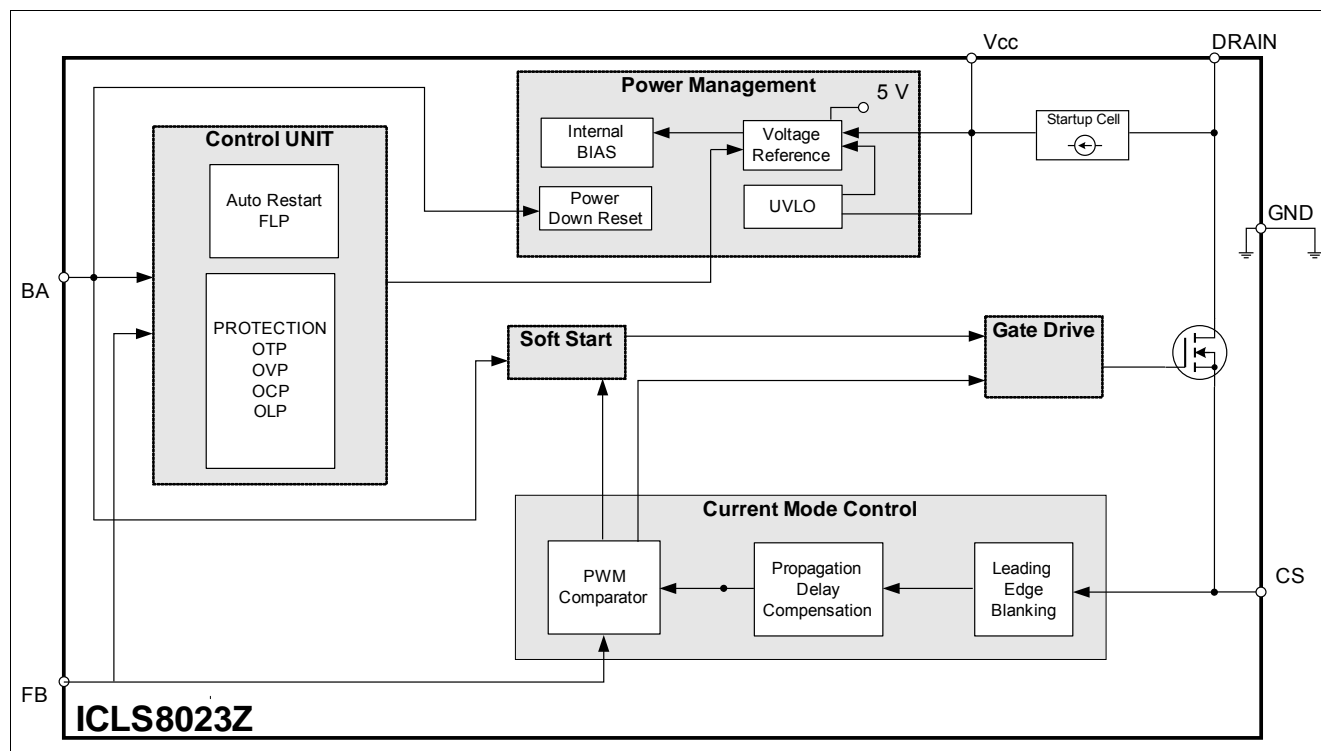 Vcc
DRAIN
Power Management
5 V
Control UNIT
Internal
BIAS
Voltage
Reference
Startup Cell
Auto Restart
FLP
Power
Down Reset
UVLO
GND
BA
PROTECTION
OTP
OVP
OCP
OLP
Soft Start
Gate Drive
Current Mode Control
PWM
Comparator
Propagation
Delay
Compensation
Leading
Edge
Blanking
CS
FB
ICLS8023Z